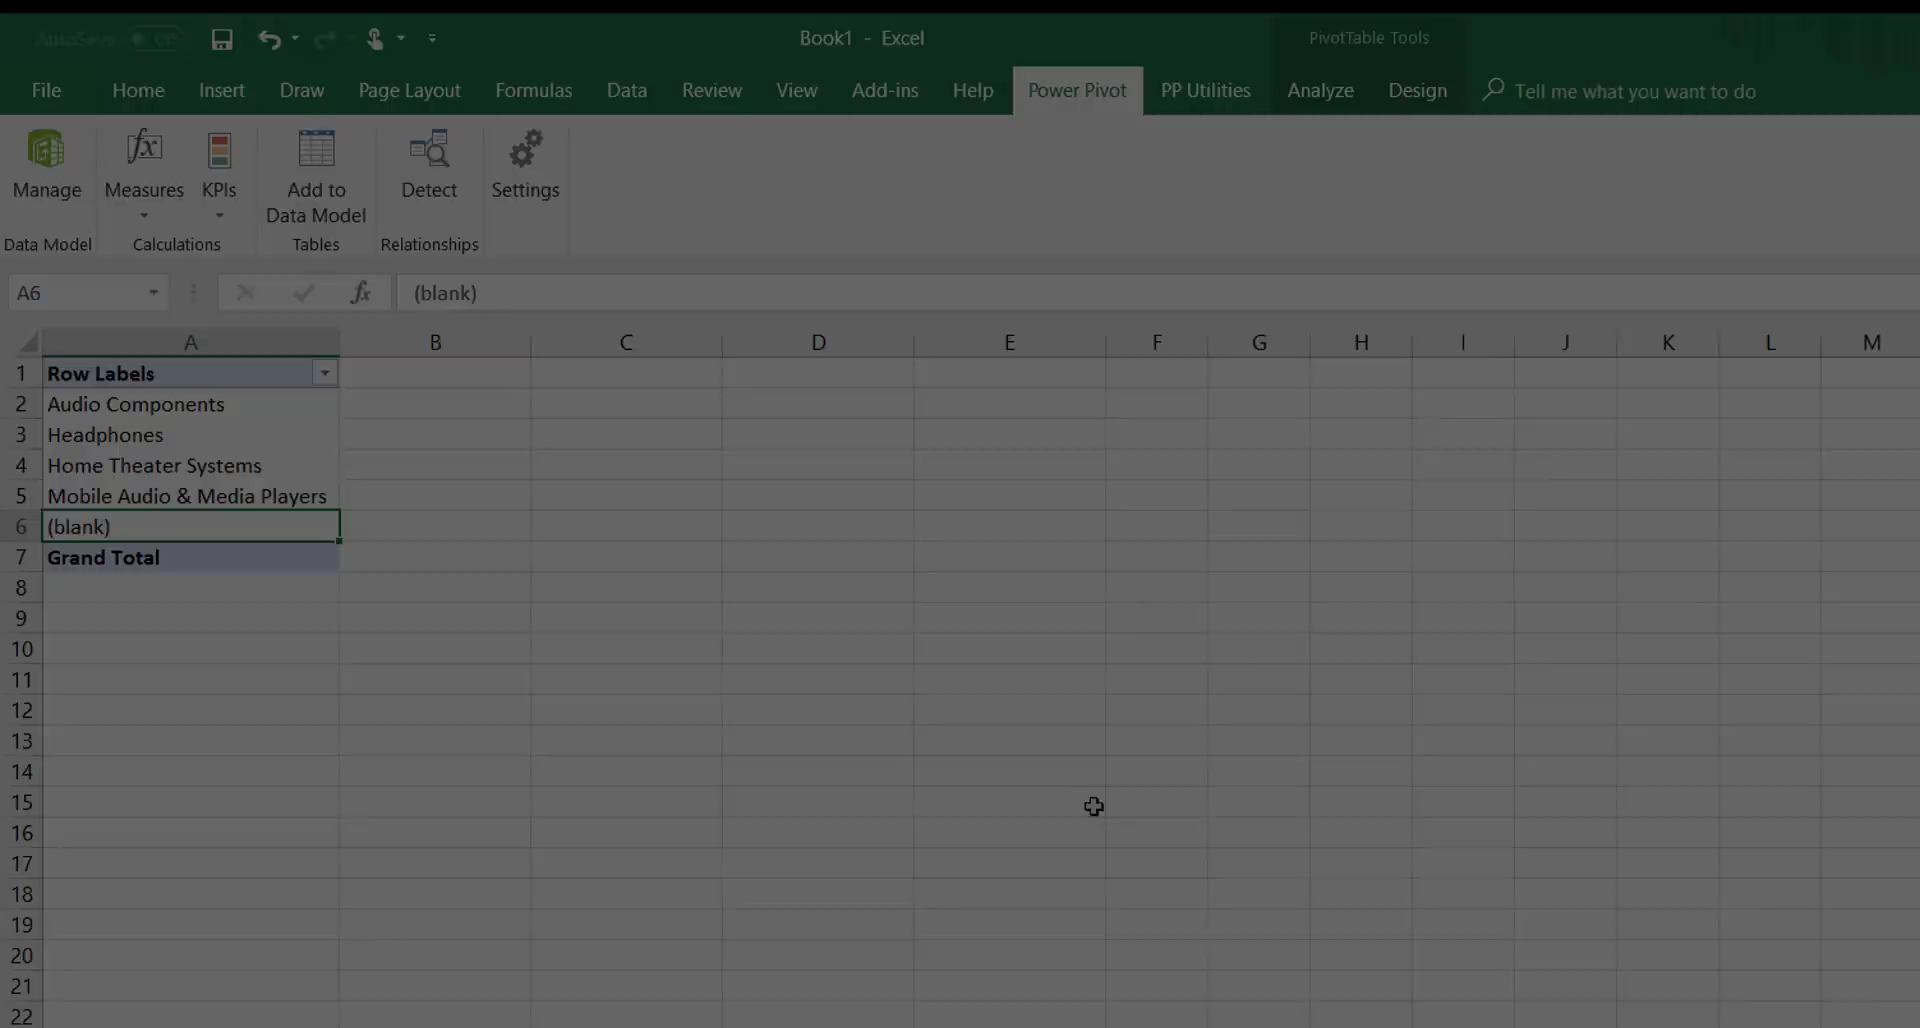 AutoSave Off
Book1 - Excel
PivotTable Tools
File Home Insert Draw Page Layout Formulas Data Review View Add-ins Help Power Pivot PP Utilities Analyze Design Tell me what you want to do
Manage Measures KPIs Add to Data Model Detect Settings
Data Model Calculations Tables Relationships
A6 fx (blank)
A B C D E F G H I J K L M
1 Row Labels
2 Audio Components
3 Headphones
4 Home Theater Systems
5 Mobile Audio & Media Players
6 (blank)
7 Grand Total
8
9
10
11
12
13
14
15
16
17
18
19
20
21
22